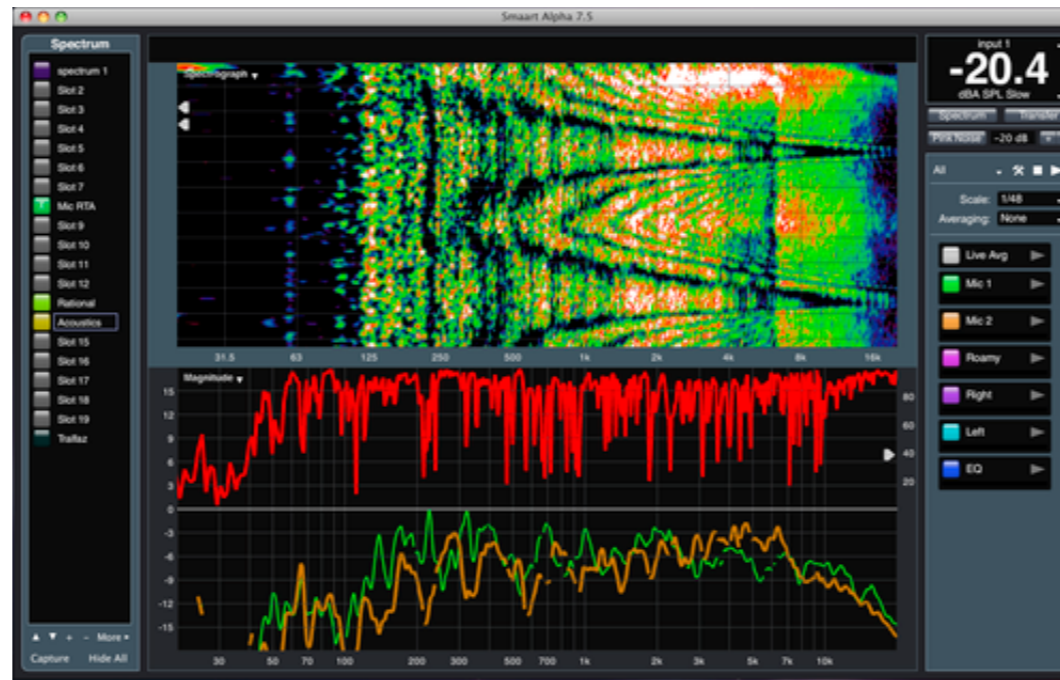 Smaart Alpha 7.5
Spectrum
spectrum 1
Slot 2
Slot 3
Slot 4
Slot 5
Slot 6
Slot 7
Mic RTA
Slot 9
Slot 10
Slot 11
Slot 12
Rational
Acoustics
Slot 15
Slot 16
Slot 17
Slot 18
Slot 19
Tralfaz
More
Capture Hide All
Spectrograph
31.5 63 125 250 500 1k 2k 4k 8k 16k
Magnitude
15
12
9
6
3
0
-3
-6
-9
-12
-15
80
60
40
20
30 50 70 100 200 300 500 700 1k 2k 3k 5k 7k 10k
input 1
-20.4
dBA SPL Slow
Spectrum Transfer
Pink Noise -20 dB +
All
Scale: 1/48
Averaging: None
Live Avg
Mic 1
Mic 2
Roamy
Right
Left
EQ